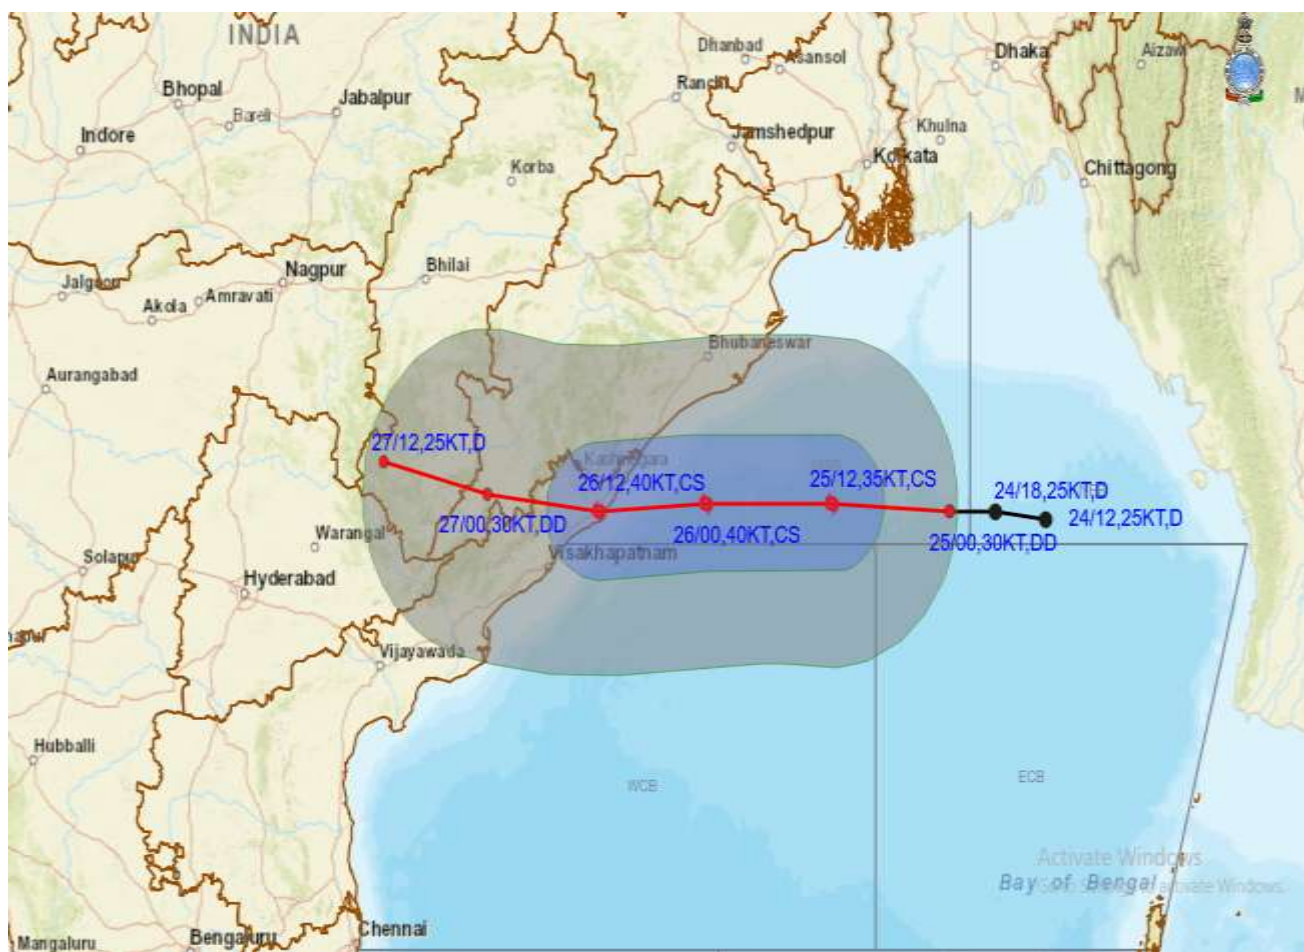 INDIA
Dhanbad
Asansol
Dhaka
Aizaw
Bhopal
Jabalpur
Ranchi
Bareli
Indore
Jamshedpur
Khulna
Kolkata
Korba
Chittagong
Nagpur
Bhilai
Jalgaon
Amravati
Akola
Bhubaneswar
Aurangabad
27/12,25KT,D
26/12,40KT,CS
25/12,35KT,CS
24/18,25KT,D
24/12,25KT,D
27/00,30KT,DD
26/00,40KT,CS
25/00,30KT,DD
Warangal
Visakhapatnam
Solapur
Hyderabad
Vijayawada
Hubballi
WCB
ECB
Activate Windows
Bay of Bengal
activate Windows.
Chennai
Bengaluru
Mangaluru